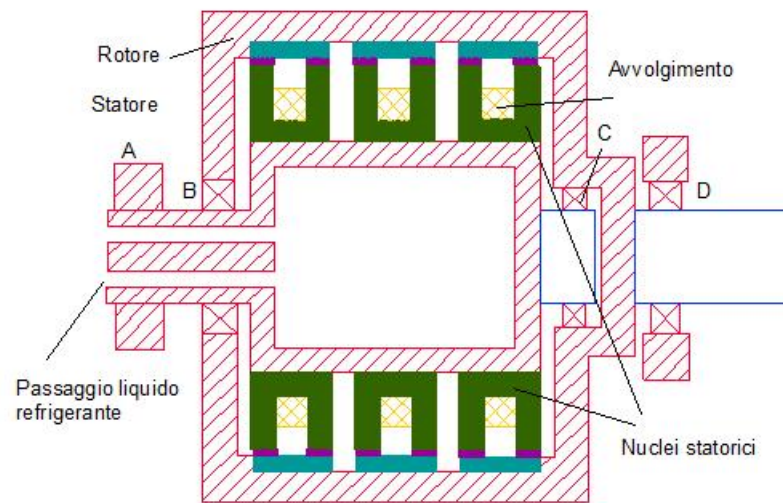 Rotore
Avvolgimento
Statore
A
C
B
D
Passaggio liquido
refrigerante
Nuclei statorici